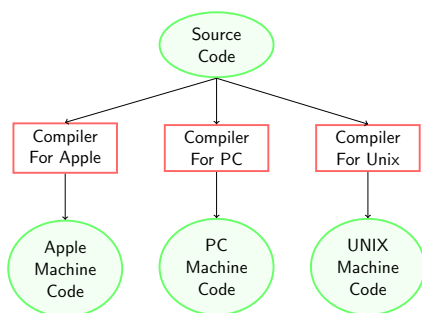 Source
Code
Compiler
For Apple
Compiler
For PC
Compiler
For Unix
Apple
Machine
Code
PC
Machine
Code
UNIX
Machine
Code